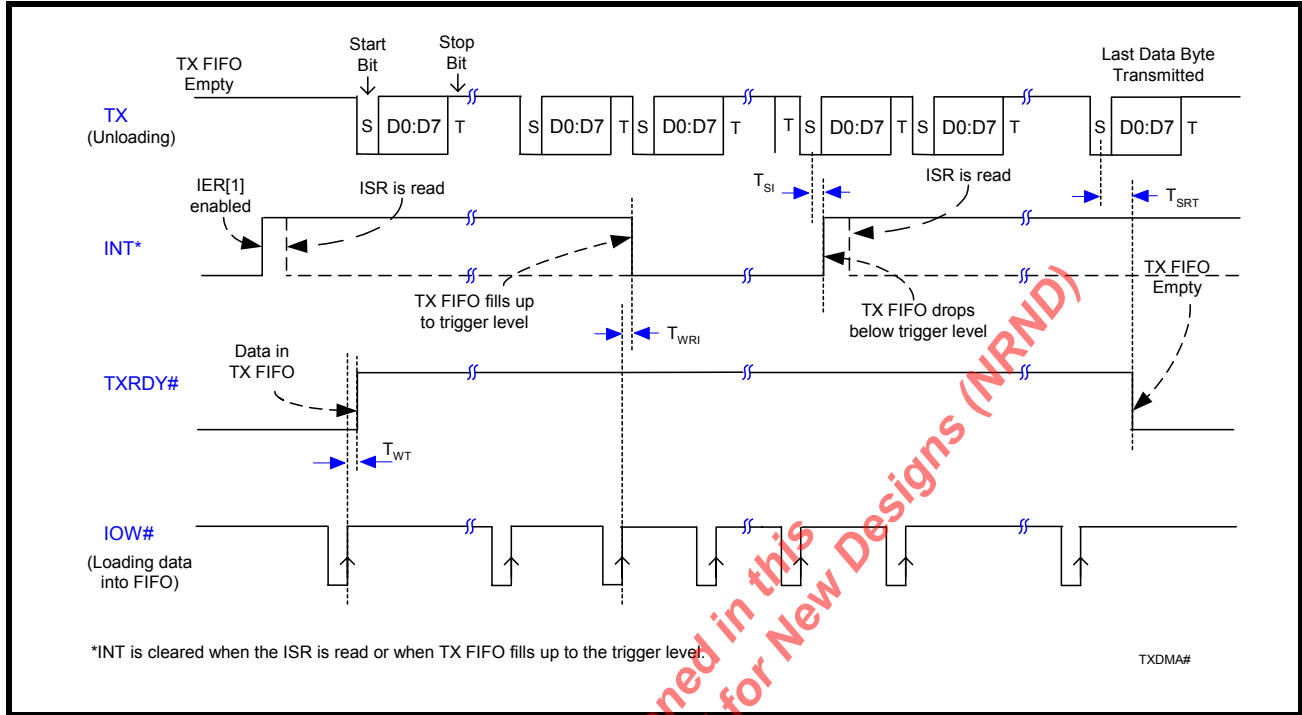 Start
Bit
Stop
Bit
TX FIFO
Empty
Last Data Byte
Transmitted
TX
(Unloading)
S D0:D7 T S D0:D7 T S D0:D7 T T S D0:D7 T S D0:D7 T S D0:D7 T
IER[1]
enabled
ISR is read
TSI
ISR is read
TSRT
INT*
TX FIFO fills up
to trigger level
TWRI
TX FIFO drops
below trigger level
TX FIFO
Empty
Data in
TX FIFO
TXRDY#
TWT
IOW#
(Loading data
into FIFO)
*INT is cleared when the ISR is read or when TX FIFO fills up to the trigger level.
TXDMA#
ned in this
for New Designs (NRND)